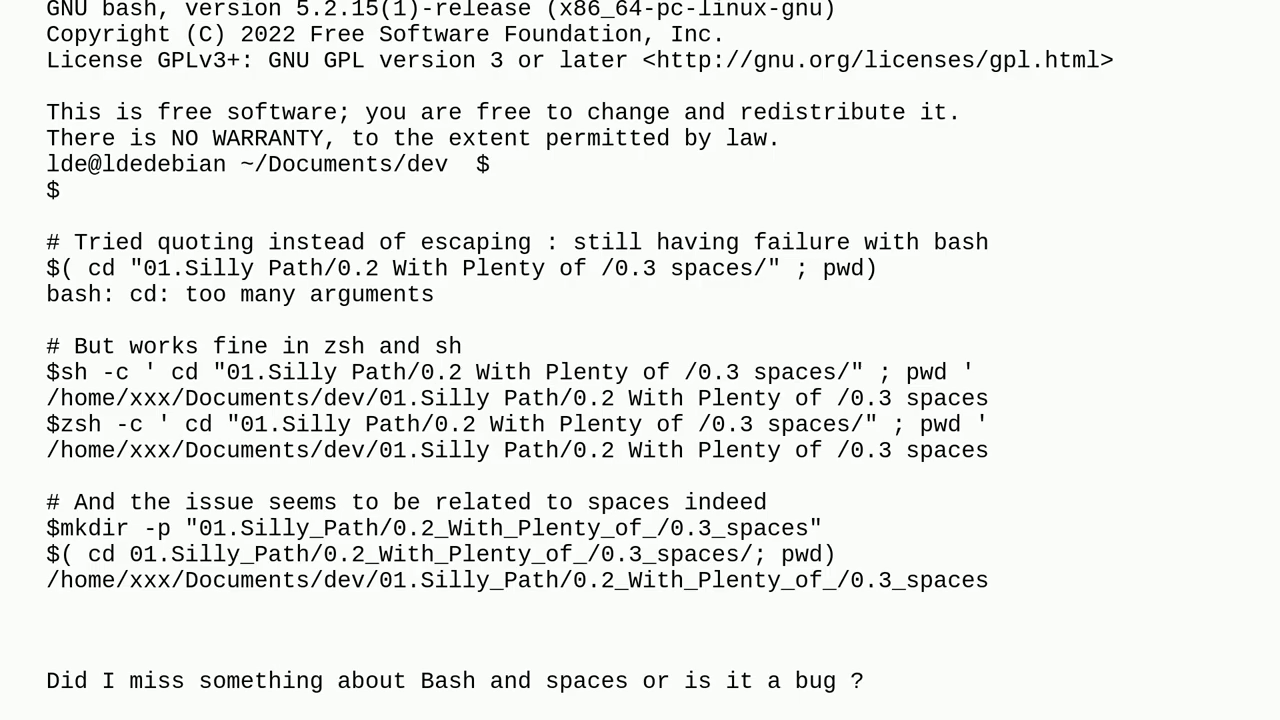 GNU bash, version 5.2.15(1)-release (x86_64-pc-linux-gnu)
Copyright (C) 2022 Free Software Foundation, Inc.
License GPLv3+: GNU GPL version 3 or later <http://gnu.org/licenses/gpl.html>
This is free software; you are free to change and redistribute it.
There is NO WARRANTY, to the extent permitted by law.
lde@ldedebian ~/Documents/dev  $
$
# Tried quoting instead of escaping : still having failure with bash
$( cd "01.Silly Path/0.2 With Plenty of /0.3 spaces/" ; pwd)
bash: cd: too many arguments
# But works fine in zsh and sh
$sh -c ' cd "01.Silly Path/0.2 With Plenty of /0.3 spaces/" ; pwd '
/home/xxx/Documents/dev/01.Silly Path/0.2 With Plenty of /0.3 spaces
$zsh -c ' cd "01.Silly Path/0.2 With Plenty of /0.3 spaces/" ; pwd '
/home/xxx/Documents/dev/01.Silly Path/0.2 With Plenty of /0.3 spaces
# And the issue seems to be related to spaces indeed
$mkdir -p "01.Silly_Path/0.2_With_Plenty_of_/0.3_spaces"
$( cd 01.Silly_Path/0.2_With_Plenty_of_/0.3_spaces/; pwd)
/home/xxx/Documents/dev/01.Silly_Path/0.2_With_Plenty_of_/0.3_spaces
Did I miss something about Bash and spaces or is it a bug ?